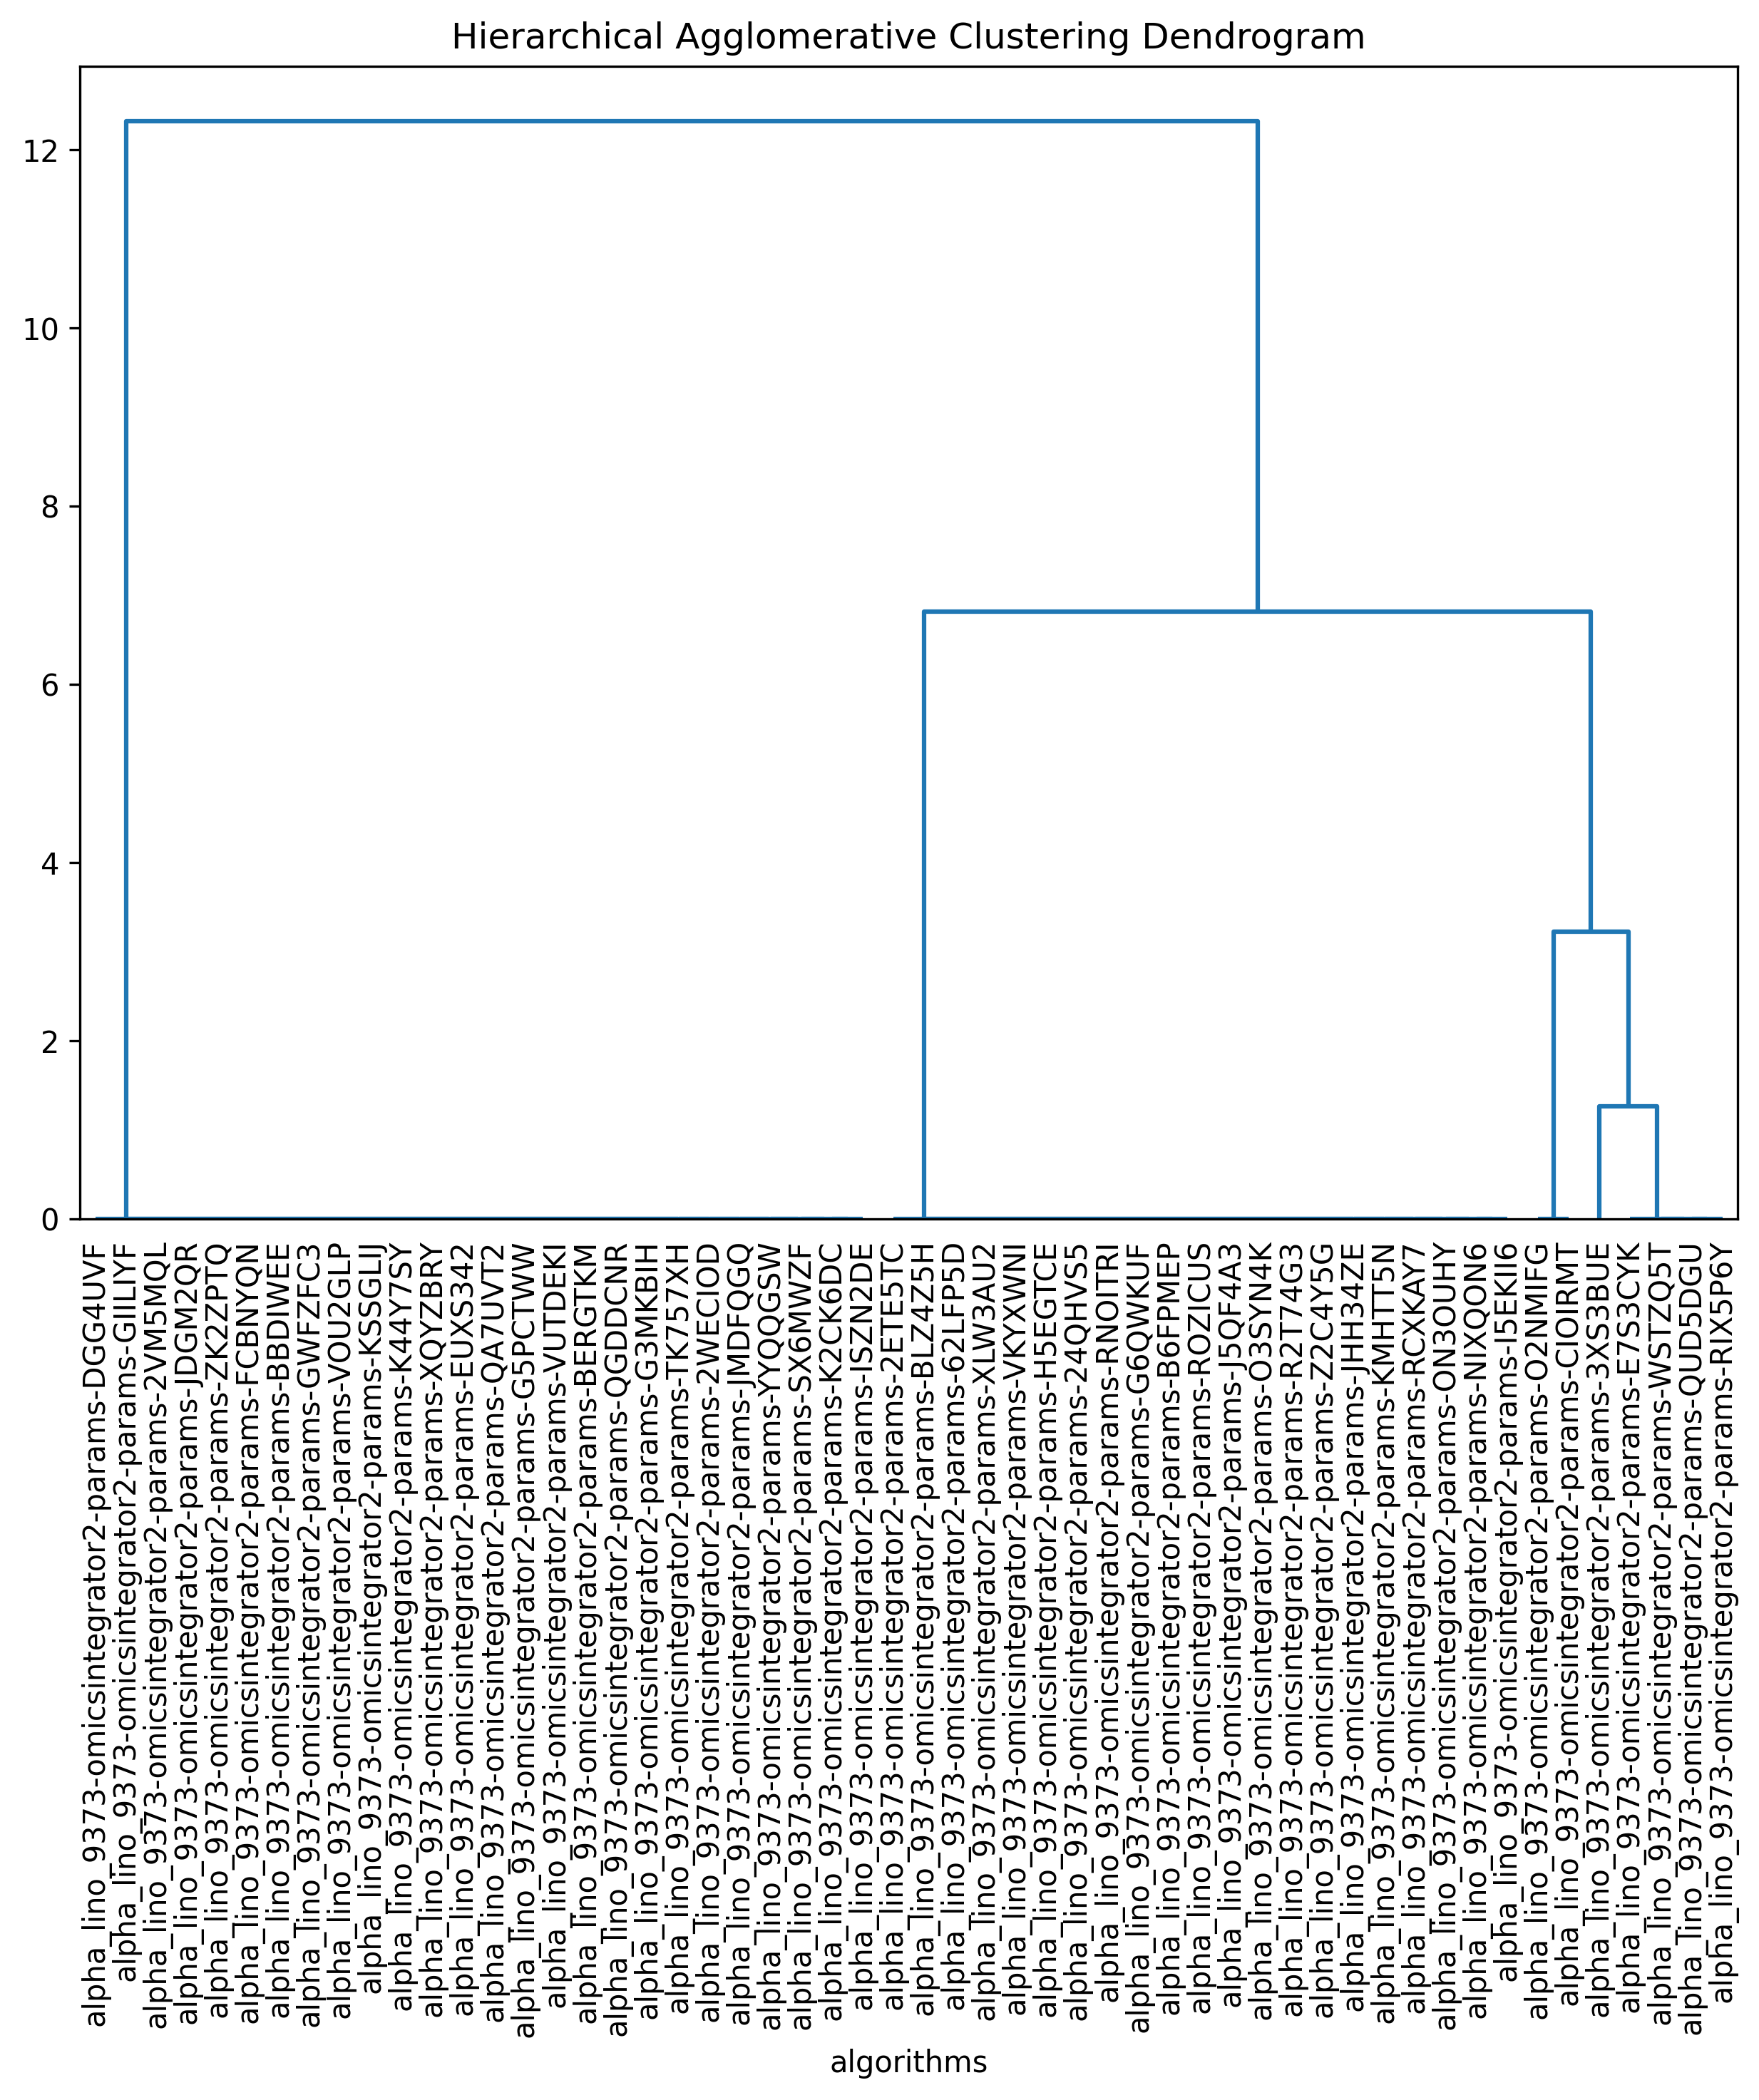 Hierarchical Agglomerative Clustering Dendrogram
12
10
8
6
4
2
0
alpha_lino_9373-omicsintegrator2-params-DGG4UVF
alpha_lino_9373-omicsintegrator2-params-GIILIYF
alpha_lino_9373-omicsintegrator2-params-2VM5MQL
alpha_lino_9373-omicsintegrator2-params-JDGM2QR
alpha_lino_9373-omicsintegrator2-params-ZK2ZPTQ
alpha_lino_9373-omicsintegrator2-params-FCBNYQN
alpha_lino_9373-omicsintegrator2-params-BBDIWEE
alpha_lino_9373-omicsintegrator2-params-GWFZFC3
alpha_lino_9373-omicsintegrator2-params-VOU2GLP
alpha_lino_9373-omicsintegrator2-params-KSSGLIJ
alpha_lino_9373-omicsintegrator2-params-K44Y7SY
alpha_lino_9373-omicsintegrator2-params-XQYZBRY
alpha_lino_9373-omicsintegrator2-params-EUXS342
alpha_lino_9373-omicsintegrator2-params-QA7UVT2
alpha_lino_9373-omicsintegrator2-params-G5PCTWW
alpha_lino_9373-omicsintegrator2-params-VUTDEKI
alpha_lino_9373-omicsintegrator2-params-BERGTKM
alpha_lino_9373-omicsintegrator2-params-QGDDCNR
alpha_lino_9373-omicsintegrator2-params-G3MKBIH
alpha_lino_9373-omicsintegrator2-params-TK757XH
alpha_lino_9373-omicsintegrator2-params-2WECIOD
alpha_lino_9373-omicsintegrator2-params-JMDFQGQ
alpha_lino_9373-omicsintegrator2-params-YYQQGSW
alpha_lino_9373-omicsintegrator2-params-SX6MWZF
alpha_lino_9373-omicsintegrator2-params-K2CK6DC
alpha_lino_9373-omicsintegrator2-params-ISZN2DE
alpha_lino_9373-omicsintegrator2-params-2ETE5TC
alpha_lino_9373-omicsintegrator2-params-BLZ4Z5H
alpha_lino_9373-omicsintegrator2-params-62LFP5D
alpha_lino_9373-omicsintegrator2-params-XLW3AU2
alpha_lino_9373-omicsintegrator2-params-VKYXWNI
alpha_lino_9373-omicsintegrator2-params-H5EGTCE
alpha_lino_9373-omicsintegrator2-params-24QHVS5
alpha_lino_9373-omicsintegrator2-params-RNOITRI
alpha_lino_9373-omicsintegrator2-params-G6QWKUF
alpha_lino_9373-omicsintegrator2-params-B6FPMEP
alpha_lino_9373-omicsintegrator2-params-ROZICUS
alpha_lino_9373-omicsintegrator2-params-J5QF4A3
alpha_lino_9373-omicsintegrator2-params-O3SYN4K
alpha_lino_9373-omicsintegrator2-params-R2T74G3
alpha_lino_9373-omicsintegrator2-params-Z2C4Y5G
alpha_lino_9373-omicsintegrator2-params-JHH34ZE
alpha_lino_9373-omicsintegrator2-params-KMHTT5N
alpha_lino_9373-omicsintegrator2-params-RCXKAY7
alpha_lino_9373-omicsintegrator2-params-ON3OUHY
alpha_lino_9373-omicsintegrator2-params-NIXQON6
alpha_lino_9373-omicsintegrator2-params-I5EKII6
alpha_lino_9373-omicsintegrator2-params-O2NMIFG
alpha_lino_9373-omicsintegrator2-params-CIOIRMT
alpha_lino_9373-omicsintegrator2-params-3XS3BUE
alpha_lino_9373-omicsintegrator2-params-E7S3CYK
alpha_lino_9373-omicsintegrator2-params-WSTZQ5T
alpha_lino_9373-omicsintegrator2-params-QUD5DGU
alpha_lino_9373-omicsintegrator2-params-RIX5P6Y
algorithms